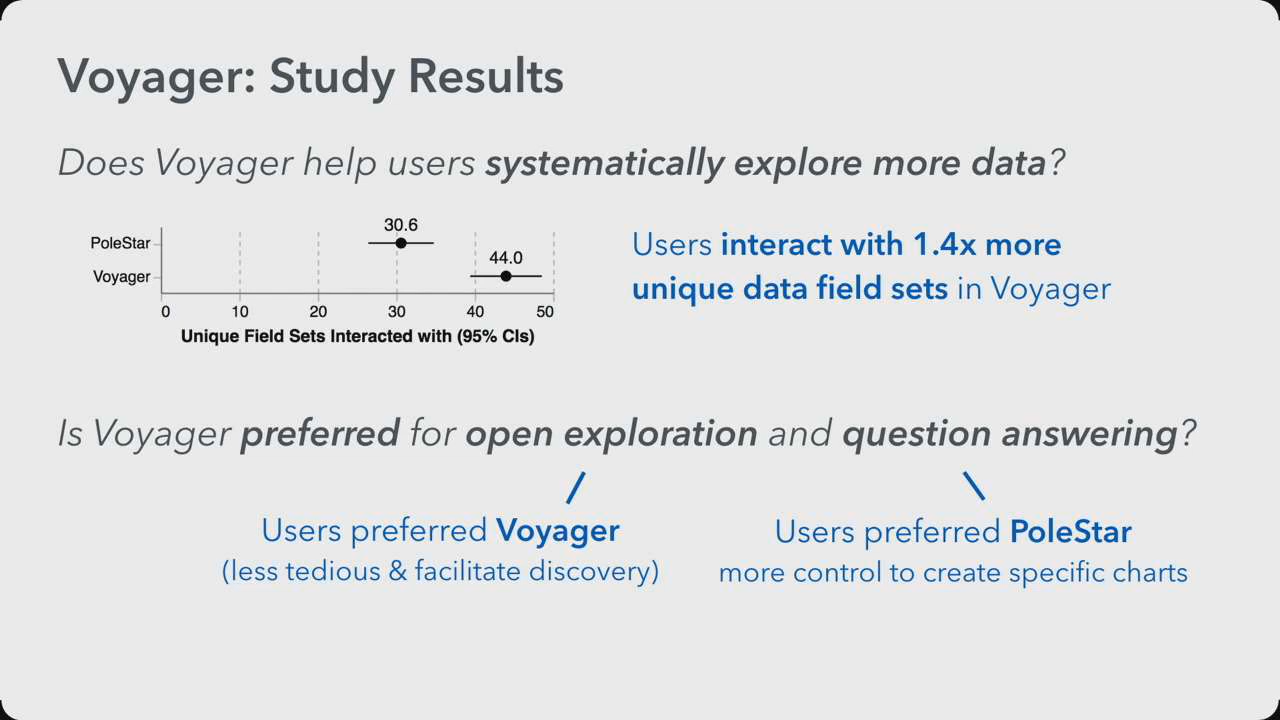 Voyager: Study Results
Does Voyager help users systematically explore more data?
30.6
PoleStar
44.0
Voyager
0 10 20 30 40 50
Unique Field Sets Interacted with (95% CIs)
Users interact with 1.4x more
unique data field sets in Voyager
Is Voyager preferred for open exploration and question answering?
Users preferred Voyager
(less tedious & facilitate discovery)
Users preferred PoleStar
more control to create specific charts